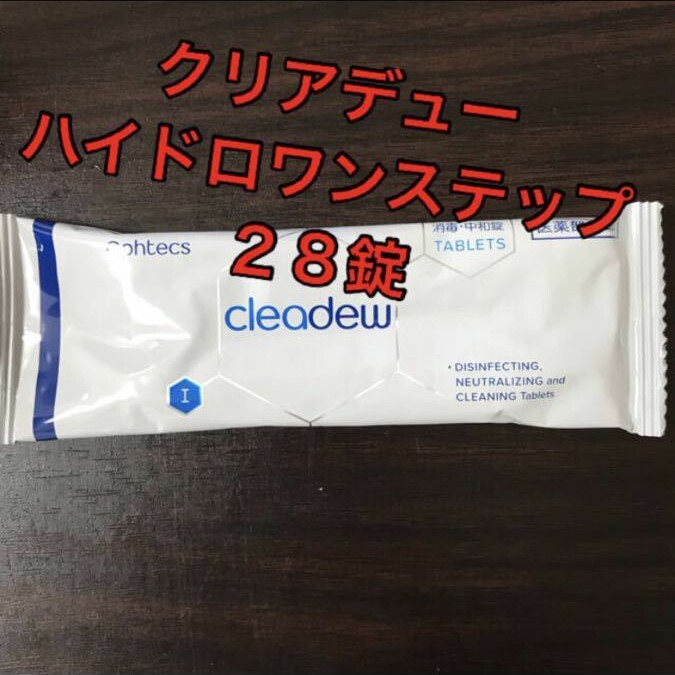 クリアデュー
ハイドロワンステップ
２８錠
ophtecs
消毒・中和錠
TABLETS
cleadew
I
・DISINFECTING,
NEUTRALIZING and
CLEANING Tablets